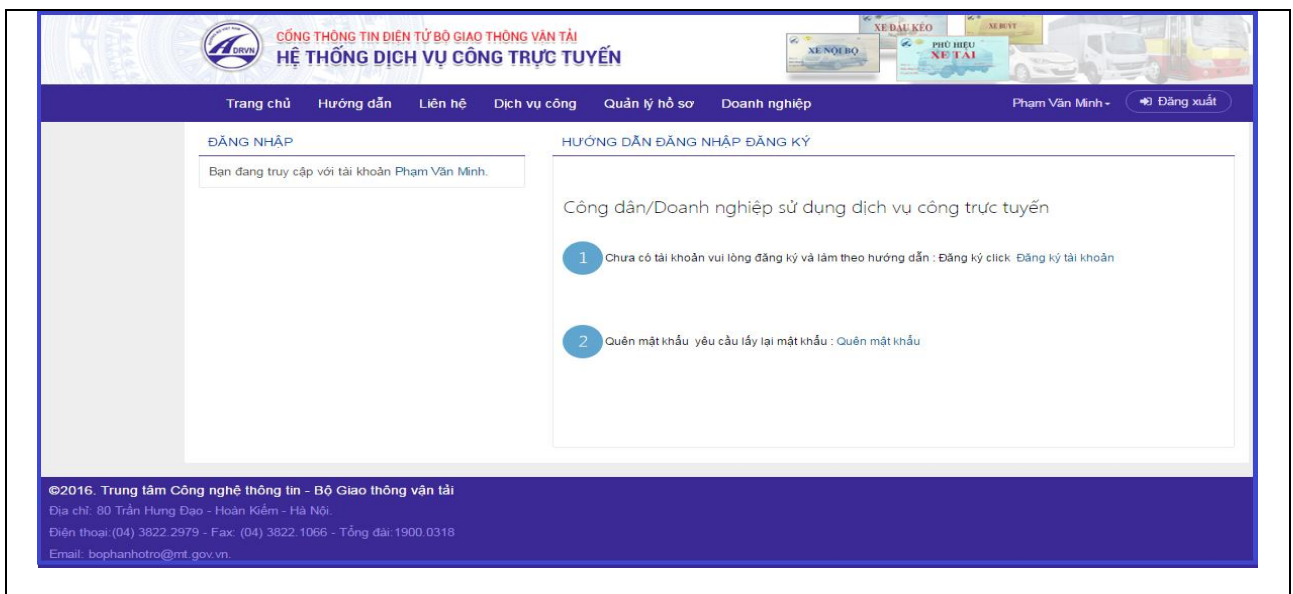 DRVN
CỔNG THÔNG TIN ĐIỆN TỬ BỘ GIAO THÔNG VẬN TẢI
HỆ THỐNG DỊCH VỤ CÔNG TRỰC TUYẾN
XE ĐẦU KÉO
XE BUÝT
XE NỘI BỘ
PHÙ HIỆU
XE TẢI
Trang chủ Hướng dẫn Liên hệ Dịch vụ công Quản lý hồ sơ Doanh nghiệp Phạm Văn Minh Đăng xuất
ĐĂNG NHẬP
Bạn đang truy cập với tài khoản Phạm Văn Minh.
HƯỚNG DẪN ĐĂNG NHẬP ĐĂNG KÝ
Công dân/Doanh nghiệp sử dụng dịch vụ công trực tuyến
1 Chưa có tài khoản vui lòng đăng ký và làm theo hướng dẫn : Đăng ký click Đăng ký tài khoản
2 Quên mật khẩu yêu cầu lấy lại mật khẩu : Quên mật khẩu
©2016. Trung tâm Công nghệ thông tin - Bộ Giao thông vận tải
Địa chỉ: 80 Trần Hưng Đạo - Hoàn Kiếm - Hà Nội.
Điện thoại:(04) 3822.2979 - Fax: (04) 3822.1066 - Tổng đài:1900.0318
Email: bophanhotro@mt.gov.vn.